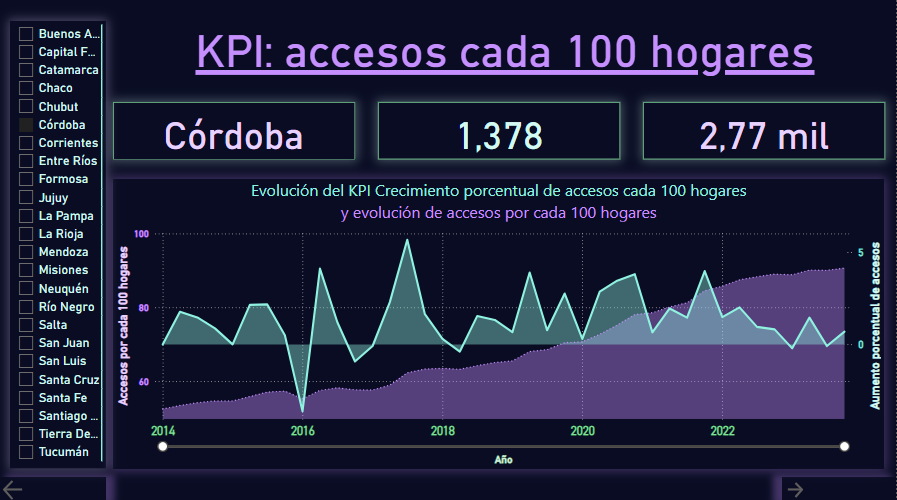 KPI: accesos cada 100 hogares
Buenos A...
Capital F...
Catamarca
Chaco
Chubut
Córdoba
Corrientes
Entre Ríos
Formosa
Jujuy
La Pampa
La Rioja
Mendoza
Misiones
Neuquén
Río Negro
Salta
San Juan
San Luis
Santa Cruz
Santa Fe
Santiago ...
Tierra De...
Tucumán
Córdoba
1,378
2,77 mil
Evolución del KPI Crecimiento porcentual de accesos cada 100 hogares
y evolución de accesos por cada 100 hogares
Accesos por cada 100 hogares
100
80
60
5
0
Aumento porcentual de accesos
2014 2016 2018 2020 2022
Año